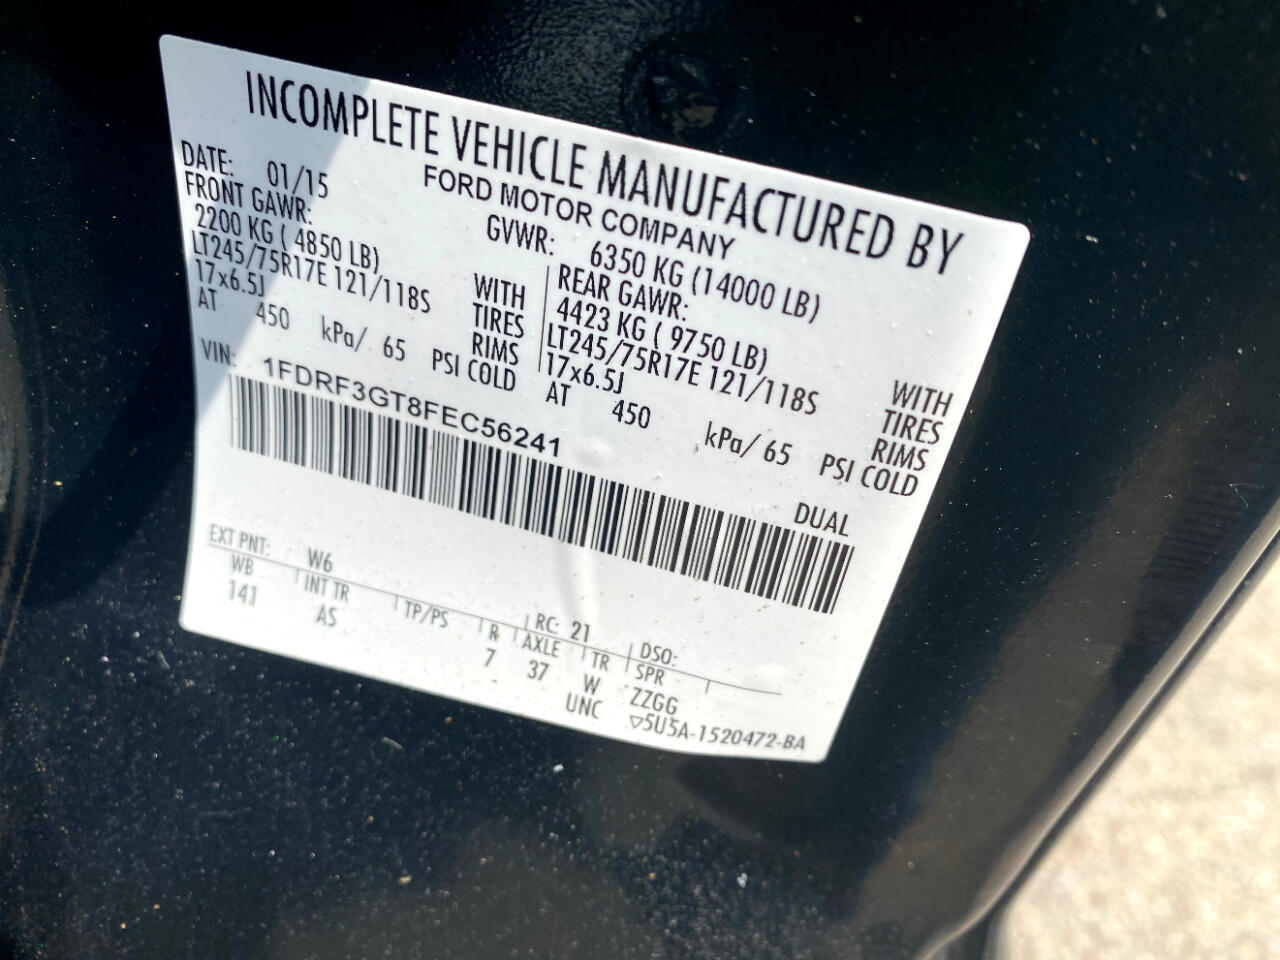 INCOMPLETE VEHICLE MANUFACTURED BY
FORD MOTOR COMPANY
DATE: 01/15
GVWR: 6350 KG (14000 LB)
FRONT GAWR:
2200 KG ( 4850 LB) WITH
LT245/75R17E 121/118S TIRES
17x6.5J RIMS
AT 450 kPa/ 65 PSI COLD
REAR GAWR:
4423 KG ( 9750 LB) WITH
LT245/75R17E 121/118S TIRES
17x6.5J RIMS
AT 450 kPa/ 65 PSI COLD
VIN: 1FDRF3GT8FEC56241
DUAL
EXT PNT: W6 RC: 21 DSO:
WB INT TR TP/PS R AXLE TR SPR
141 AS 7 37 W ZZGG
UNC ▽5U5A-1520472-BA